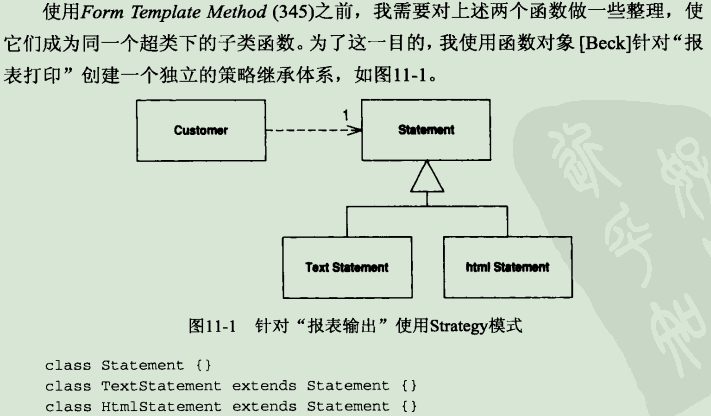 使用Form Template Method (345)之前，我需要对上述两个函数做一些整理，使
它们成为同一个超类下的子类函数。为了这一目的，我使用函数对象 [Beck]针对“报
表打印”创建一个独立的策略继承体系，如图11-1。
Customer
1
Statement
Text Statement
html Statement
图11-1 针对“报表输出”使用Strategy模式
class Statement {}
class TextStatement extends Statement {}
class HtmlStatement extends Statement {}